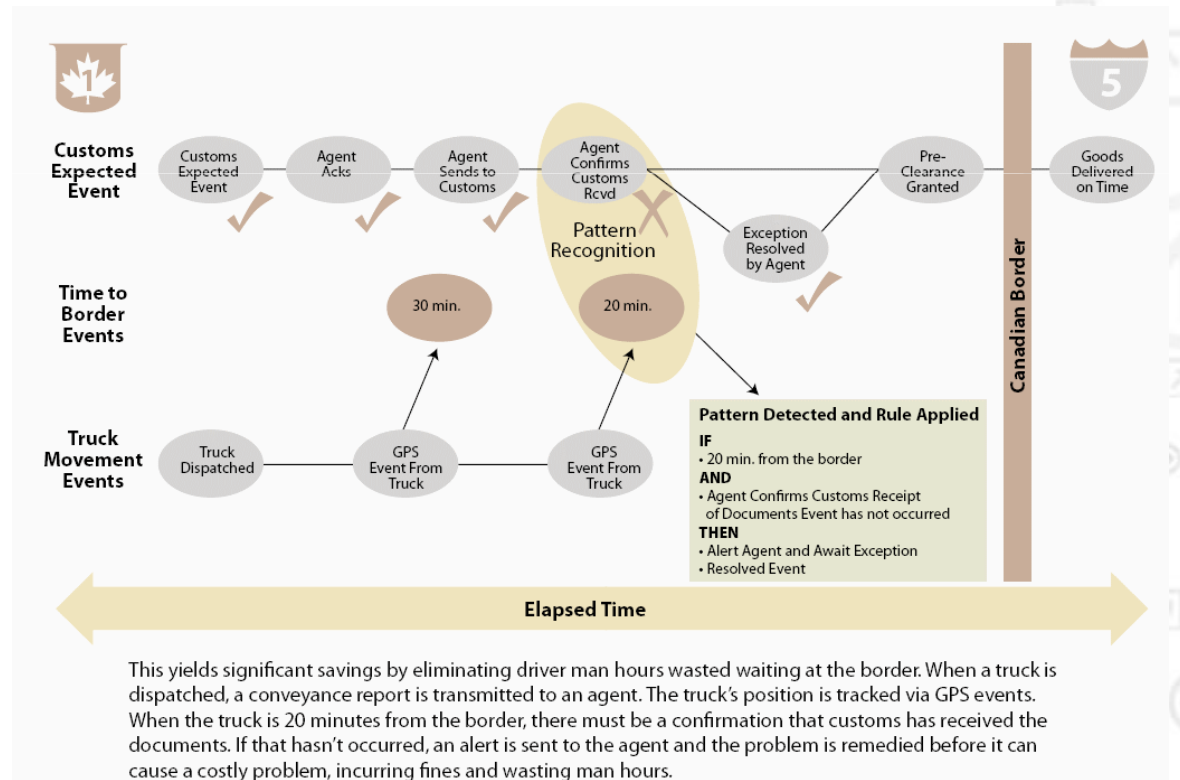 1
5
Customs
Expected
Event
Customs
Expected
Event
Agent
Acks
Agent
Sends to
Customs
Agent
Confirms
Customs
Rcvd
Pre-
Clearance
Granted
Goods
Delivered
on Time
Pattern
Recognition
Exception
Resolved
by Agent
Time to
Border
Events
30 min.
20 min.
Canadian Border
Truck
Movement
Events
Truck
Dispatched
GPS
Event From
Truck
GPS
Event From
Truck
Pattern Detected and Rule Applied
IF
• 20 min. from the border
AND
• Agent Confirms Customs Receipt
of Documents Event has not occurred
THEN
• Alert Agent and Await Exception
• Resolved Event
Elapsed Time
This yields significant savings by eliminating driver man hours wasted waiting at the border. When a truck is
dispatched, a conveyance report is transmitted to an agent. The truck's position is tracked via GPS events.
When the truck is 20 minutes from the border, there must be a confirmation that customs has received the
documents. If that hasn't occurred, an alert is sent to the agent and the problem is remedied before it can
cause a costly problem, incurring fines and wasting man hours.